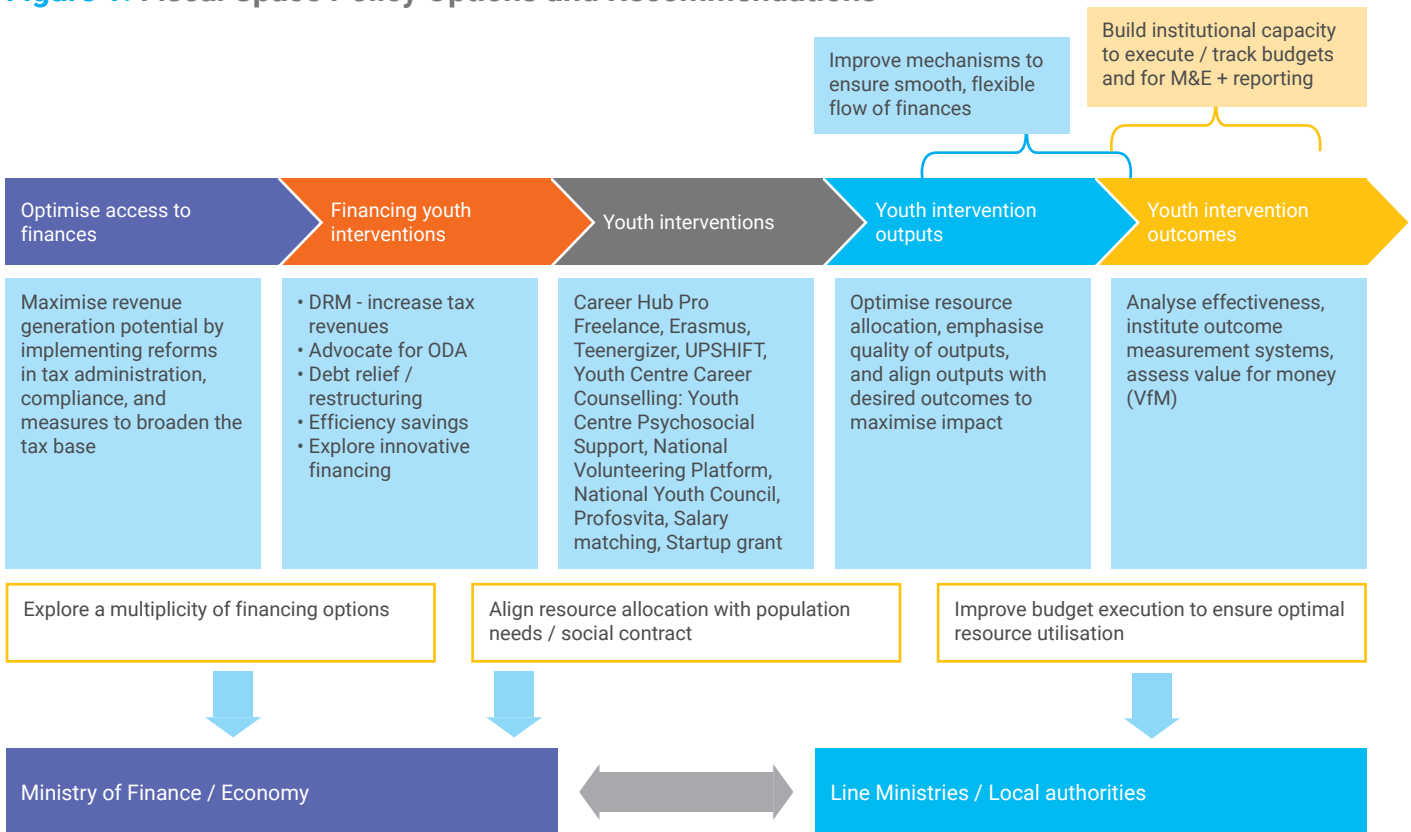 Figure Fiscal Space Policy Options and Recommendations
Build institutional capacity
to execute / track budgets
and for M&E + reporting
Improve mechanisms to
ensure smooth, flexible
flow of finances
Optimise access to
finances
Financing youth
interventions
Youth interventions
Youth intervention
outputs
Youth intervention
outcomes
Maximise revenue
generation potential by
implementing reforms
in tax administration,
compliance, and
measures to broaden the
tax base
• DRM - increase tax
revenues
• Advocate for ODA
• Debt relief /
restructuring
• Efficiency savings
• Explore innovative
financing
Career Hub Pro
Freelance, Erasmus,
Teenergizer, UPSHIFT,
Youth Centre Career
Counselling: Youth
Centre Psychosocial
Support, National
Volunteering Platform,
National Youth Council,
Profosvita, Salary
matching, Startup grant
Optimise resource
allocation, emphasise
quality of outputs,
and align outputs with
desired outcomes to
maximise impact
Analyse effectiveness,
institute outcome
measurement systems,
assess value for money
(VfM)
Explore a multiplicity of financing options
Align resource allocation with population
needs / social contract
Improve budget execution to ensure optimal
resource utilisation
Ministry of Finance / Economy
Line Ministries / Local authorities